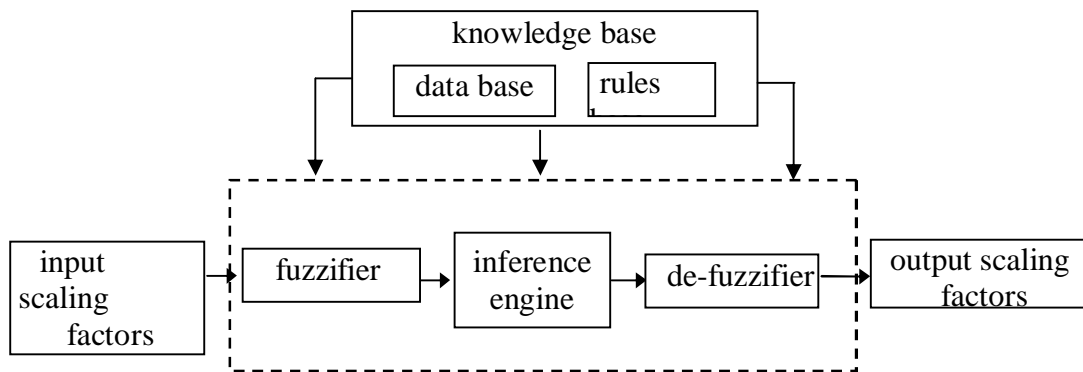 knowledge base
data base
rules
input
scaling
factors
fuzzifier
inference
engine
de-fuzzifier
output scaling
factors